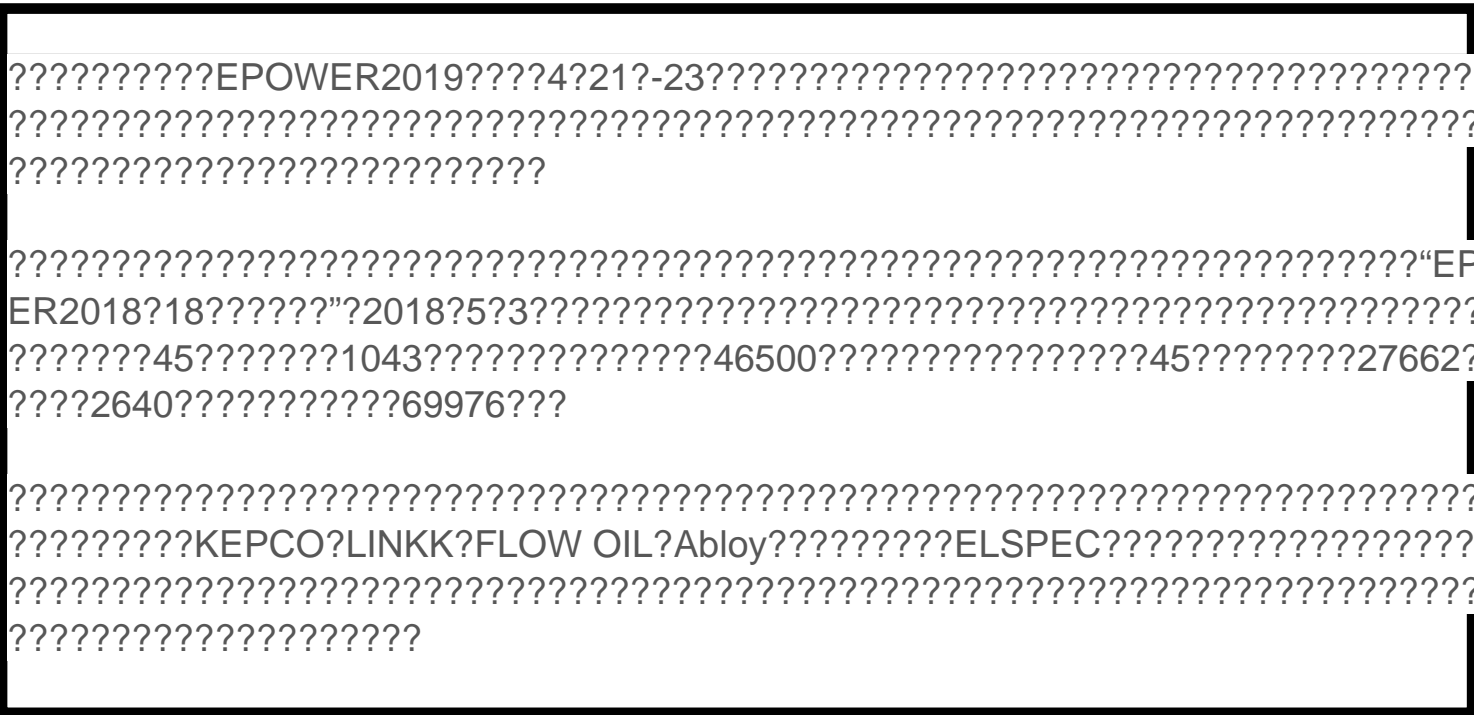 ??????????EPOWER2019????4?21?-23?????????????????????????????????????
???????????????????????????????????????????????????????????????????????
??????????????????????????
????????????????????????????????????????????????????????????????????“EP
ER2018?18??????”?2018?5?3??????????????????????????????????????????????
???????45???????1043??????????????46500????????????????45????????27662?
????2640???????????69976???
???????????????????????????????????????????????????????????????????????
?????????KEPCO?LINKK?FLOW OIL?Abloy?????????ELSPEC??????????????????
???????????????????????????????????????????????????????????????????????
????????????????????